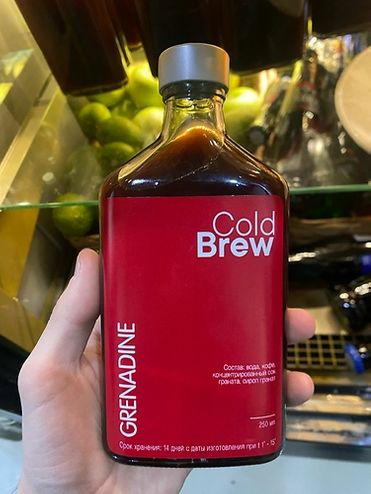 Cold
Brew
GRENADINE
Состав: вода, кофе,
концентрированный сок
граната, сироп гранат
250 мл
Срок хранения: 14 дней с даты изготовления при t 1° - 15°